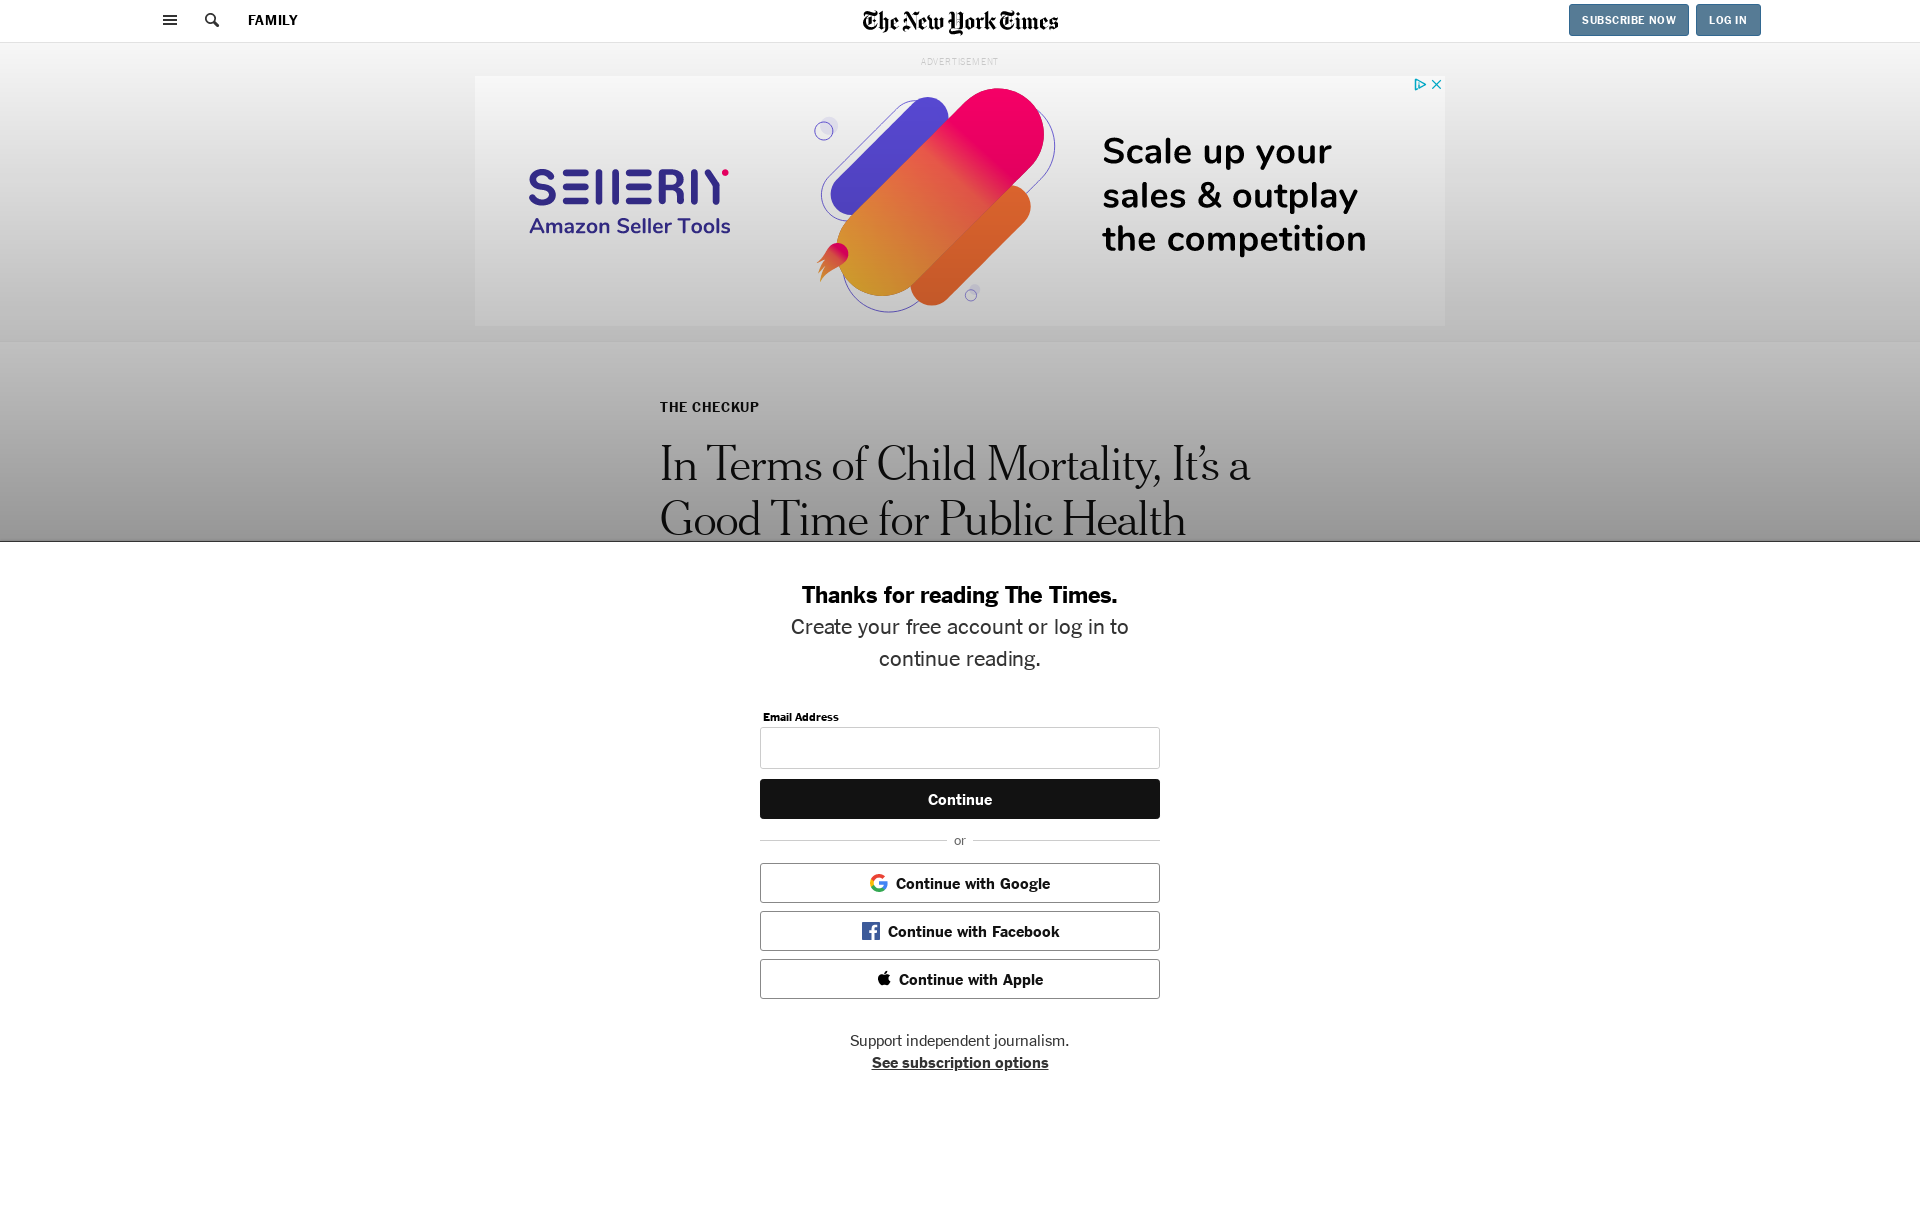 FAMILY
The New York Times
SUBSCRIBE NOW
LOG IN
ADVERTISEMENT
SELLERLY
Amazon Seller Tools
Scale up your
sales & outplay
the competition
THE CHECKUP
In Terms of Child Mortality, It’s a
Good Time for Public Health
Thanks for reading The Times.
Create your free account or log in to
continue reading.
Email Address
Continue
or
Continue with Google
Continue with Facebook
Continue with Apple
Support independent journalism.
See subscription options